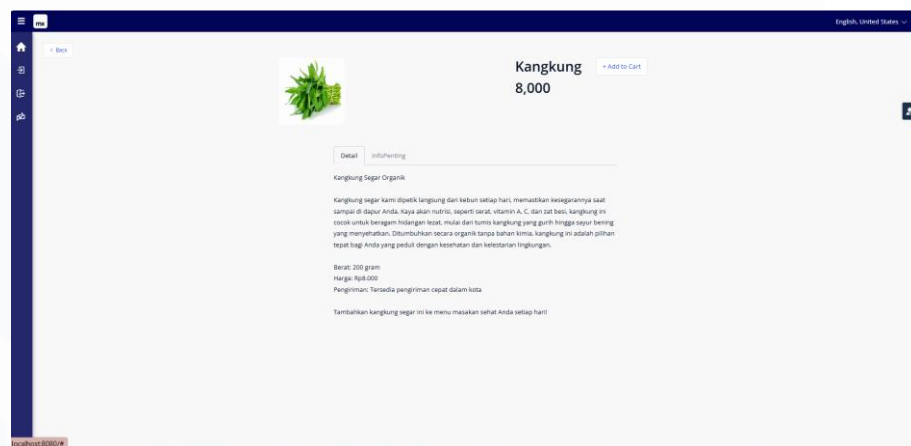 mx
English, United States
< Back
Kangkung
+ Add to Cart
8,000
Detail
InfoPenting
Kangkung Segar Organik
Kangkung segar kami dipetik langsung dari kebun setiap hari, memastikan kesegarannya saat
sampai di dapur Anda. Kaya akan nutrisi, seperti serat, vitamin A, C, dan zat besi, kangkung ini
cocok untuk beragam hidangan lezat, mulai dari tumis kangkung yang gurih hingga sayur bening
yang menyehatkan. Ditumbuhkan secara organik tanpa bahan kimia, kangkung ini adalah pilihan
tepat bagi Anda yang peduli dengan kesehatan dan kelestarian lingkungan.
Berat: 200 gram
Harga: Rp8.000
Pengiriman: Tersedia pengiriman cepat dalam kota
Tambahkan kangkung segar ini ke menu masakan sehat Anda setiap hari!
localhost:8080/#